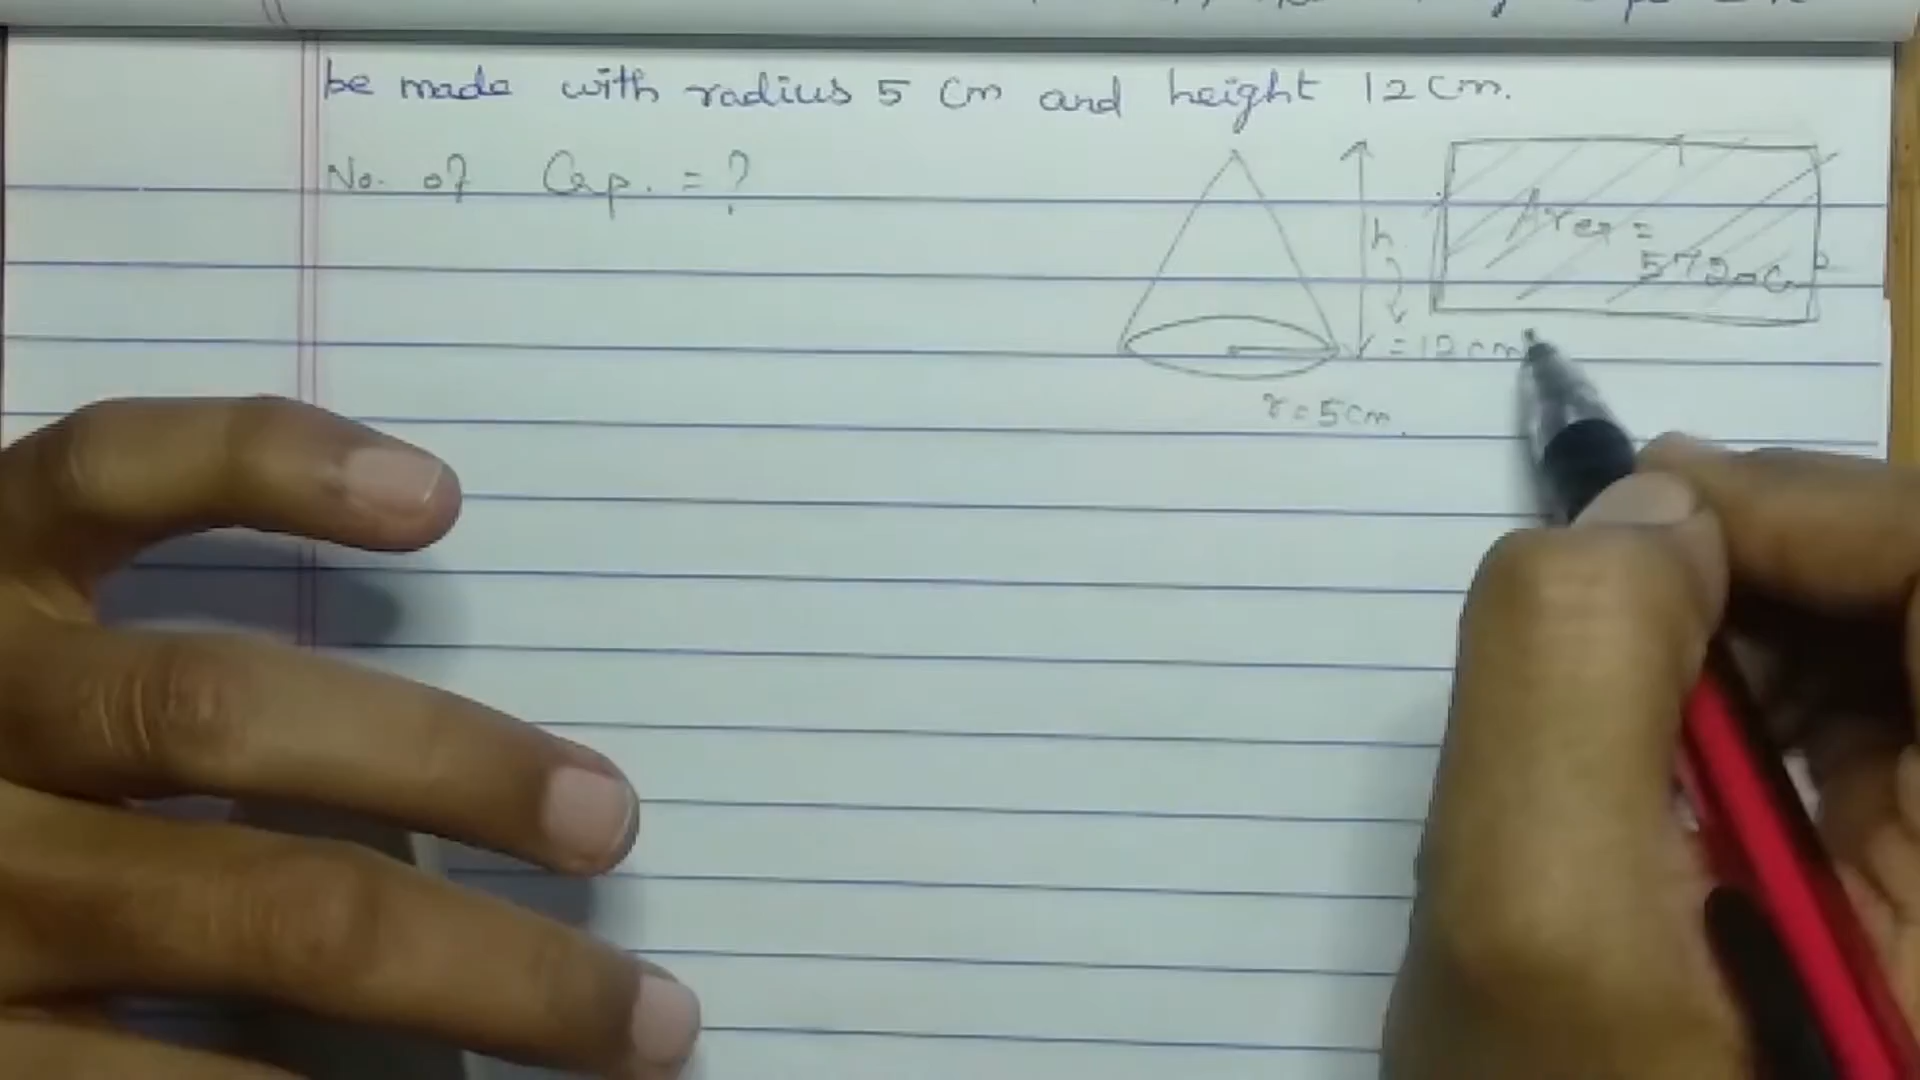 be made with radius 5 cm and height 12 cm.
No. of Cap. = ?
h
Area =
5720 c
= 12 cm
r = 5 cm